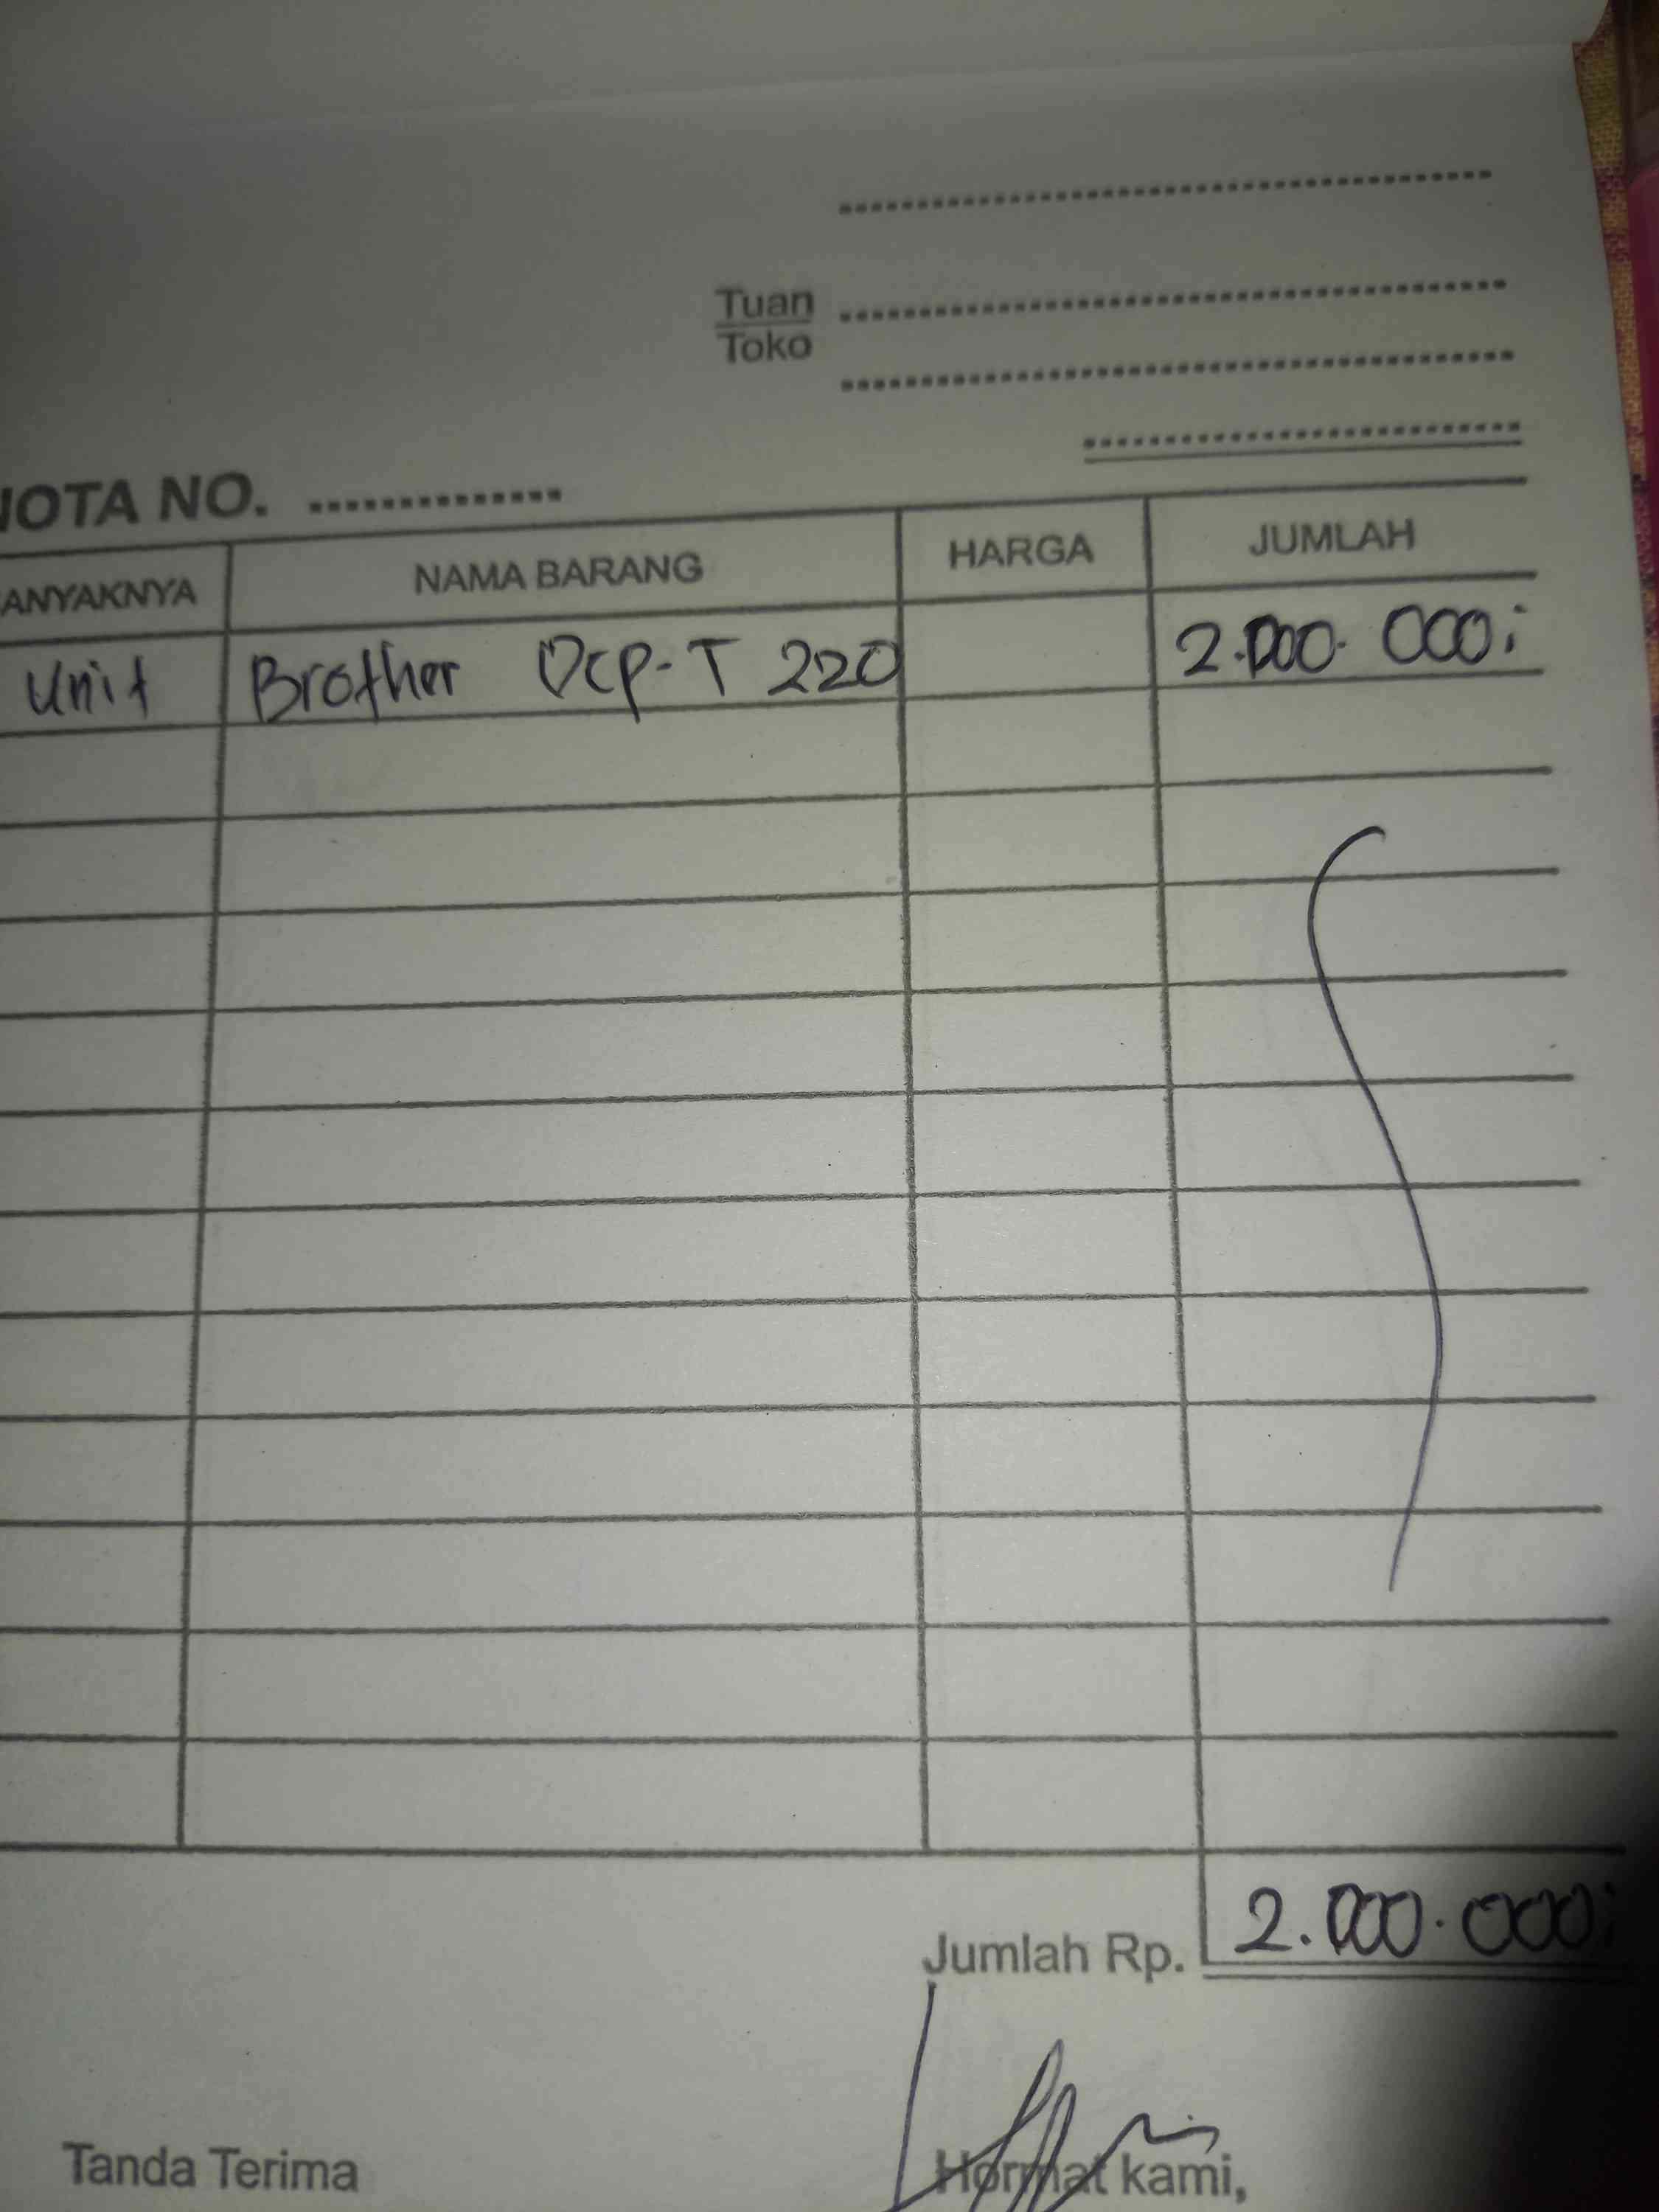 Tuan
Toko
NOTA NO. ..............
BANYAKNYA NAMA BARANG HARGA JUMLAH
Unit Brother Dcp-T 220 2.000.000
Jumlah Rp. 2.000.000
Tanda Terima Hormat kami,